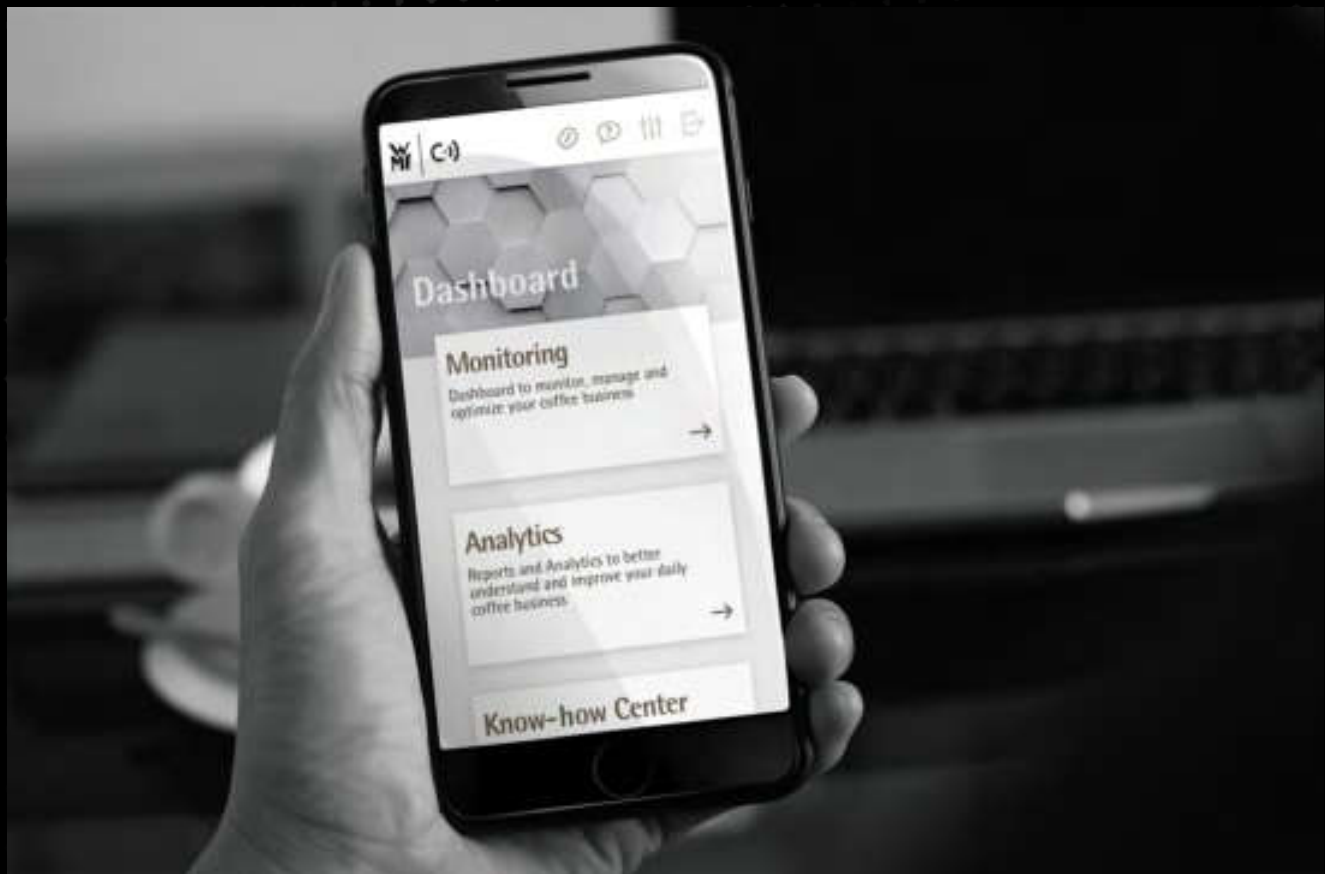 WMF
Dashboard
Monitoring
Dashboard to monitor, manage and
optimize your coffee business
Analytics
Reports and Analytics to better
understand and improve your daily
coffee business
Know-how Center